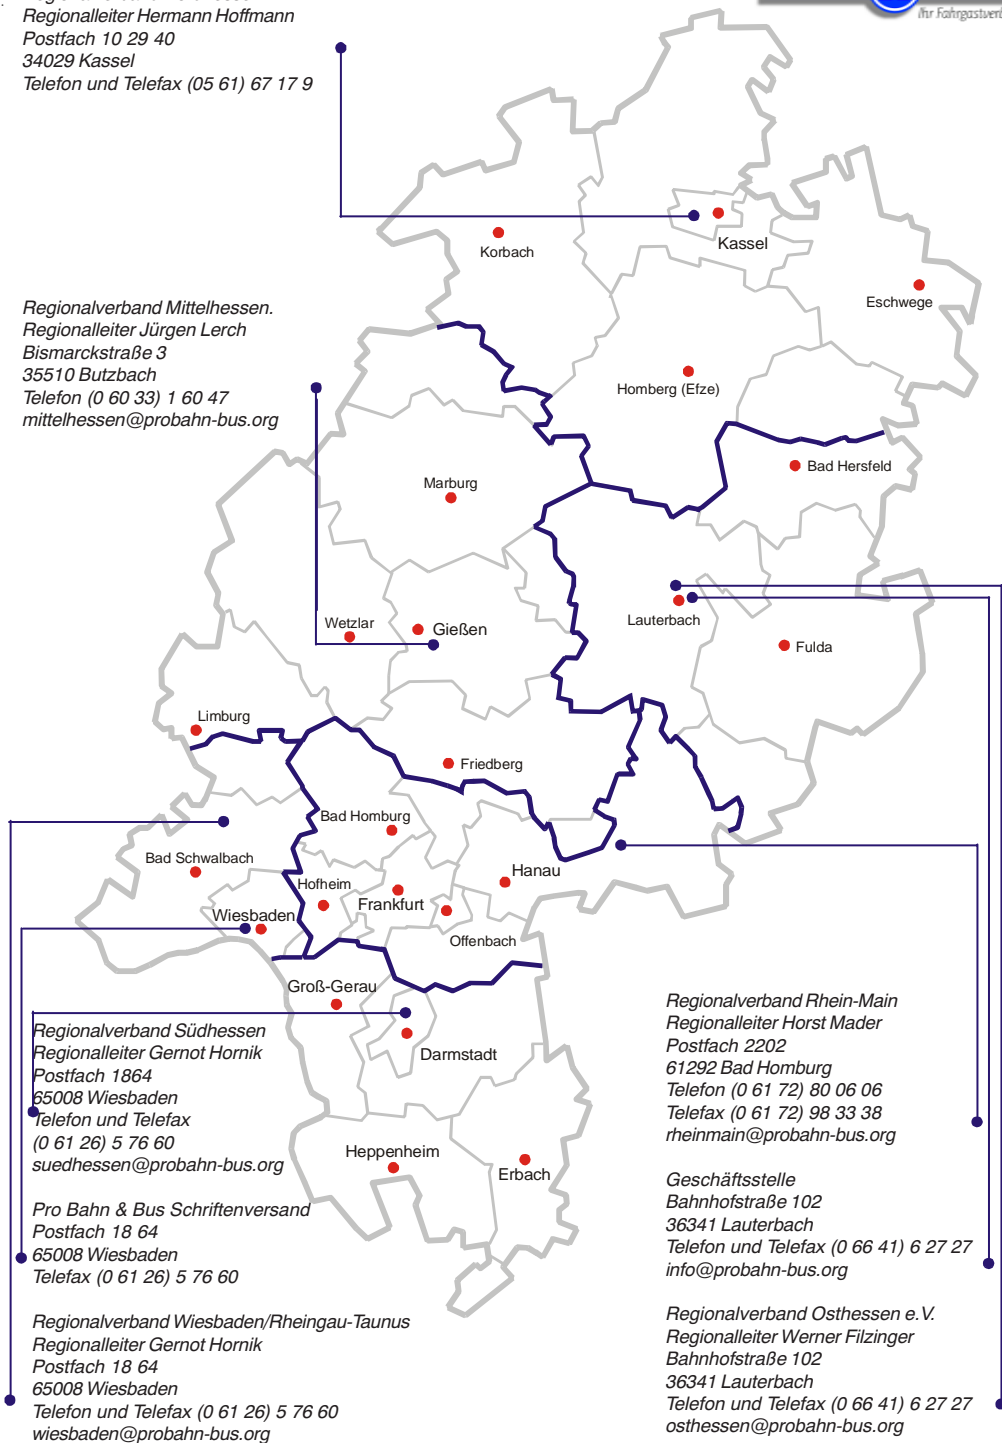 Regionalleiter Hermann Hoffmann
Postfach 10 29 40
34029 Kassel
Telefon und Telefax (05 61) 67 17 9
Ihr Fahrgastverb
Kassel
Korbach
Eschwege
Regionalverband Mittelhessen.
Regionalleiter Jürgen Lerch
Bismarckstraße 3
35510 Butzbach
Telefon (0 60 33) 1 60 47
mittelhessen@probahn-bus.org
Homberg (Efze)
Bad Hersfeld
Marburg
Lauterbach
Wetzlar
Gießen
Fulda
Limburg
Friedberg
Bad Homburg
Bad Schwalbach
Hanau
Hofheim
Frankfurt
Wiesbaden
Offenbach
Groß-Gerau
Darmstadt
Heppenheim
Erbach
Regionalverband Südhessen
Regionalleiter Gernot Hornik
Postfach 1864
65008 Wiesbaden
Telefon und Telefax
(0 61 26) 5 76 60
suedhessen@probahn-bus.org
Pro Bahn & Bus Schriftenversand
Postfach 18 64
65008 Wiesbaden
Telefax (0 61 26) 5 76 60
Regionalverband Wiesbaden/Rheingau-Taunus
Regionalleiter Gernot Hornik
Postfach 18 64
65008 Wiesbaden
Telefon und Telefax (0 61 26) 5 76 60
wiesbaden@probahn-bus.org
Regionalverband Rhein-Main
Regionalleiter Horst Mader
Postfach 2202
61292 Bad Homburg
Telefon (0 61 72) 80 06 06
Telefax (0 61 72) 98 33 38
rheinmain@probahn-bus.org
Geschäftsstelle
Bahnhofstraße 102
36341 Lauterbach
Telefon und Telefax (0 66 41) 6 27 27
info@probahn-bus.org
Regionalverband Osthessen e.V.
Regionalleiter Werner Filzinger
Bahnhofstraße 102
36341 Lauterbach
Telefon und Telefax (0 66 41) 6 27 27
osthessen@probahn-bus.org